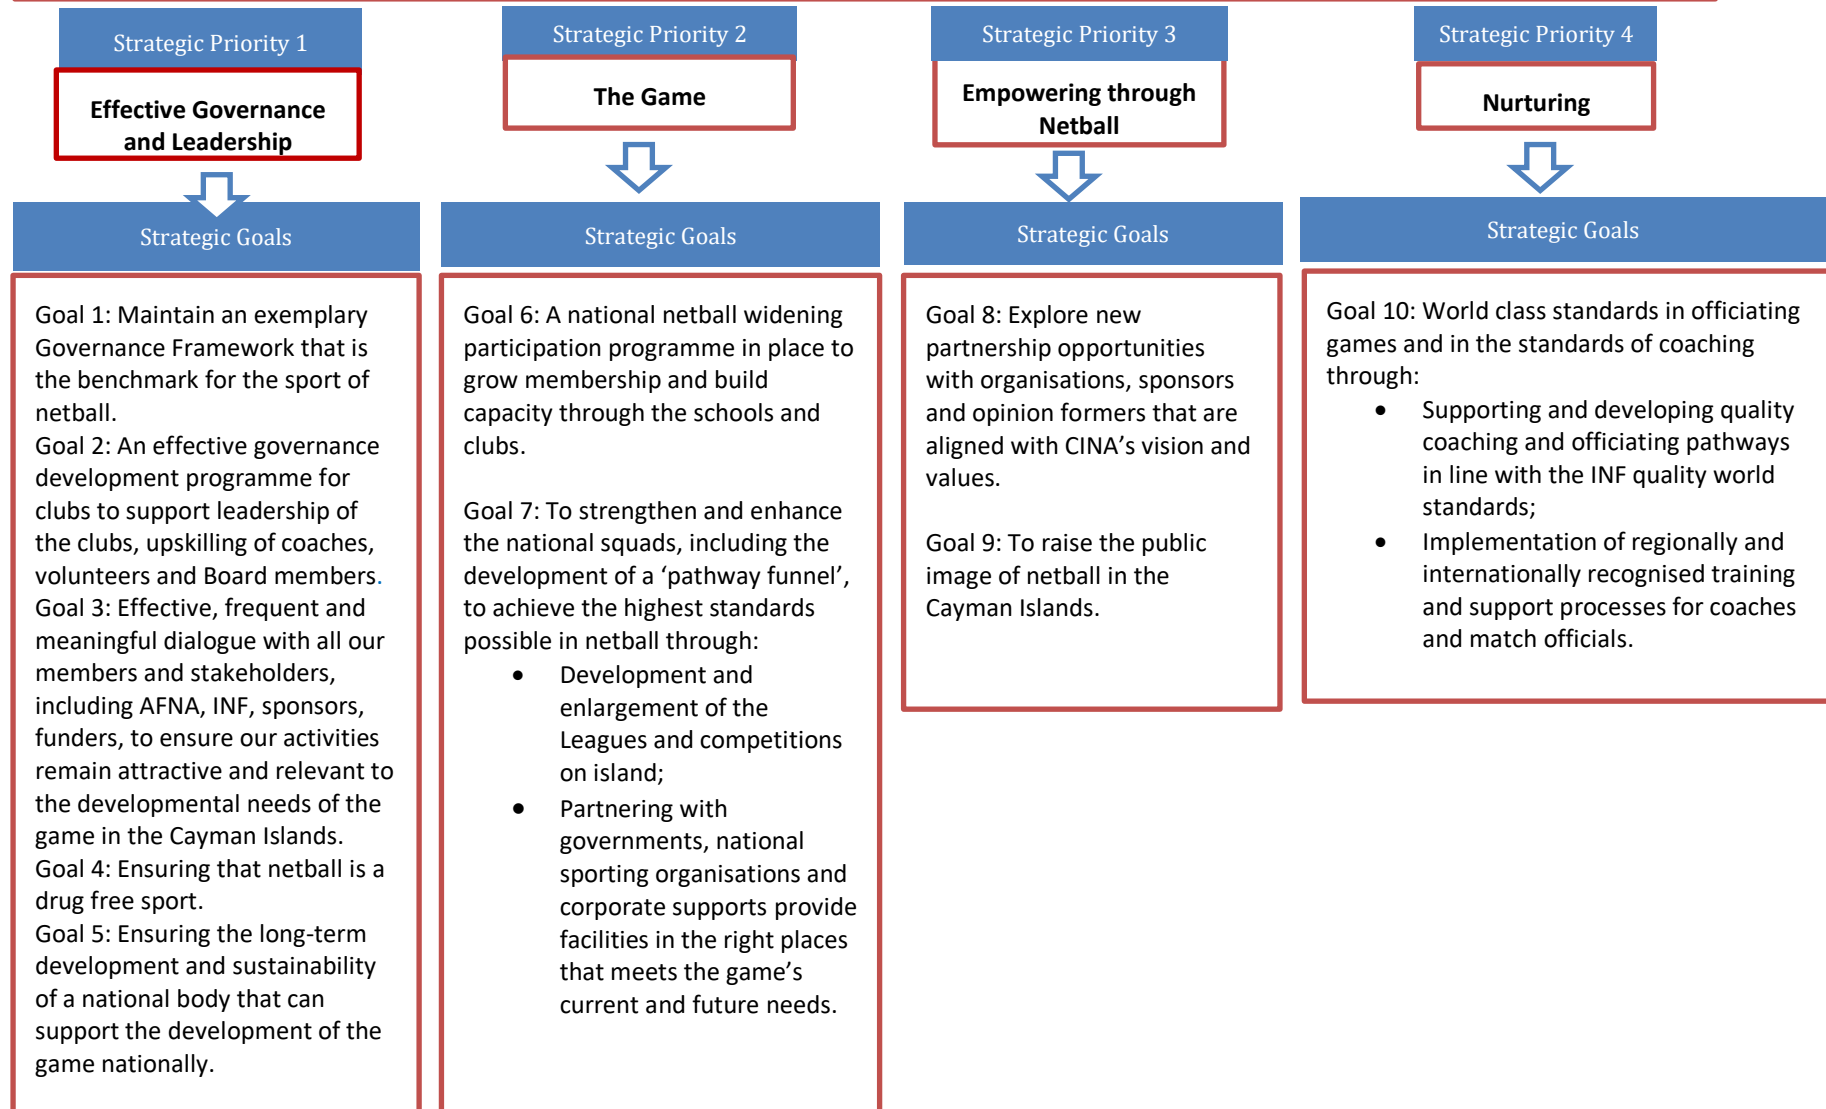 Strategic Priority 1
Effective Governance
and Leadership
Strategic Goals
Goal 1: Maintain an exemplary
Governance Framework that is
the benchmark for the sport of
netball.
Goal 2: An effective governance
development programme for
clubs to support leadership of
the clubs, upskilling of coaches,
volunteers and Board members.
Goal 3: Effective, frequent and
meaningful dialogue with all our
members and stakeholders,
including AFNA, INF, sponsors,
funders, to ensure our activities
remain attractive and relevant to
the developmental needs of the
game in the Cayman Islands.
Goal 4: Ensuring that netball is a
drug free sport.
Goal 5: Ensuring the long-term
development and sustainability
of a national body that can
support the development of the
game nationally.
Strategic Priority 2
The Game
Strategic Goals
Goal 6: A national netball widening
participation programme in place to
grow membership and build
capacity through the schools and
clubs.
Goal 7: To strengthen and enhance
the national squads, including the
development of a ‘pathway funnel’,
to achieve the highest standards
possible in netball through:
• Development and
enlargement of the
Leagues and competitions
on island;
• Partnering with
governments, national
sporting organisations and
corporate supports provide
facilities in the right places
that meets the game’s
current and future needs.
Strategic Priority 3
Empowering through
Netball
Strategic Goals
Goal 8: Explore new
partnership opportunities
with organisations, sponsors
and opinion formers that are
aligned with CINA’s vision and
values.
Goal 9: To raise the public
image of netball in the
Cayman Islands.
Strategic Priority 4
Nurturing
Strategic Goals
Goal 10: World class standards in officiating
games and in the standards of coaching
through:
• Supporting and developing quality
coaching and officiating pathways
in line with the INF quality world
standards;
• Implementation of regionally and
internationally recognised training
and support processes for coaches
and match officials.